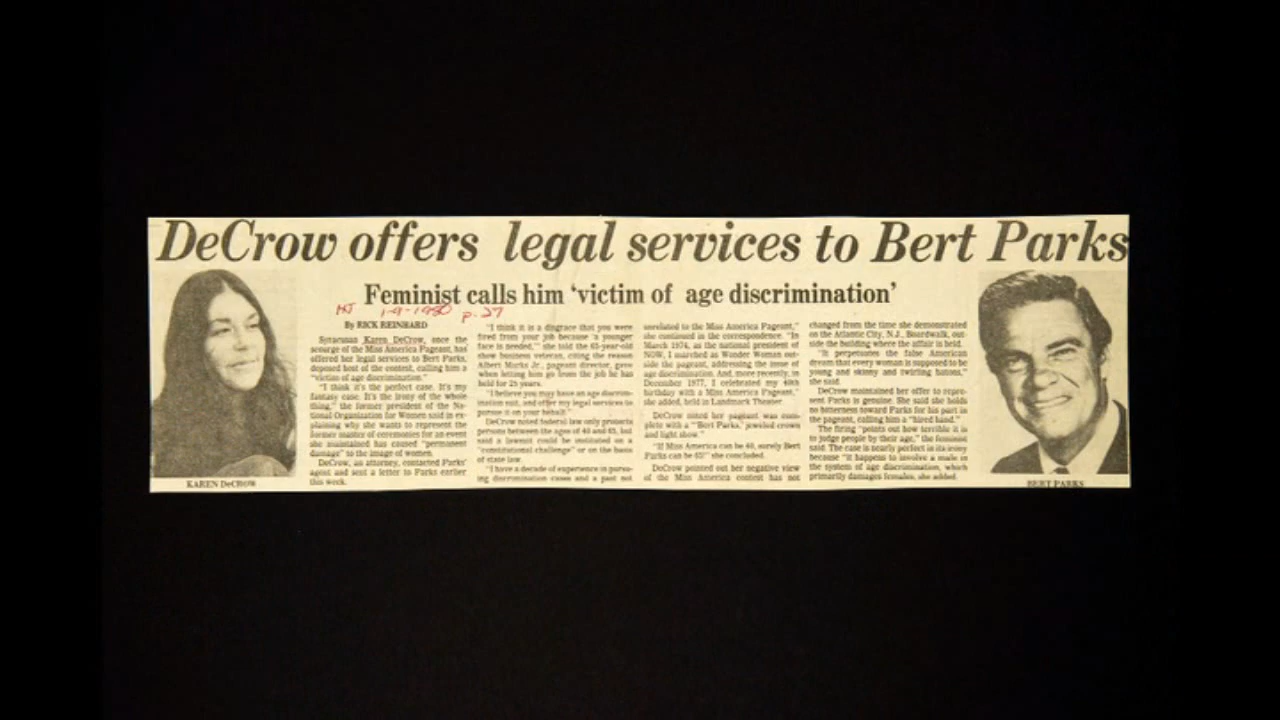 DeCrow offers legal services to Bert Parks
Feminist calls him 'victim of age discrimination'
HJ 1-9-1980 p.27
By RICK REINHARD
Syracusan Karen DeCrow, once the
scourge of the Miss America Pageant, has
offered her legal services to Bert Parks,
deposed host of the contest, calling him a
"victim of age discrimination."
"I think it's the perfect case. It's my
fantasy case. It's the irony of the whole
thing," the former president of the Na-
tional Organization for Women said in ex-
plaining why she wants to represent the
former master of ceremonies for an event
she maintained has caused "permanent
damage" to the image of women.
DeCrow, an attorney, contacted Parks'
agent and sent a letter to Parks earlier
this week.
"I think it is a disgrace that you were
fired from your job because 'a younger
face is needed,'" she told the 65-year-old
show business veteran, citing the reason
Albert Marks Jr., pageant director, gave
when letting him go from the job he has
held for 25 years.
"I believe you may have an age discrim-
ination suit, and offer my legal services to
pursue it on your behalf."
DeCrow noted federal law only protects
persons between the ages of 40 and 65, but
said a lawsuit could be instituted on a
"constitutional challenge" or on the basis
of state law.
"I have a decade of experience in pursu-
ing discrimination cases and a past not
unrelated to the Miss America Pageant,"
she continued in the correspondence. "In
March 1974, as the national president of
NOW, I marched as Wonder Woman out-
side the pageant, addressing the issue of
age discrimination. And, more recently, in
December 1977, I celebrated my 40th
birthday with a Miss America Pageant,"
she added, held in Landmark Theater
DeCrow noted her pageant was com-
plete with a "Bert Parks,' jeweled crown
and light show."
"If Miss America can be 40, surely Bert
Parks can be 65!" she concluded.
DeCrow pointed out her negative view
of the Miss America contest has not
changed from the time she demonstrated
on the Atlantic City, N.J., Boardwalk, out-
side the building where the affair is held.
"It perpetuates the false American
dream that every woman is supposed to be
young and skinny and twirling batons,"
she said.
DeCrow maintained her offer to repre-
sent Parks is genuine. She said she holds
no bitterness toward Parks for his part in
the pageant, calling him a "hired hand."
The firing "points out how terrible it is
to judge people by their age," the feminist
said. The case is nearly perfect in its irony
because "it happens to involve a male in
the system of age discrimination, which
primarily damages females, she added.
KAREN DeCROW
BERT PARKS